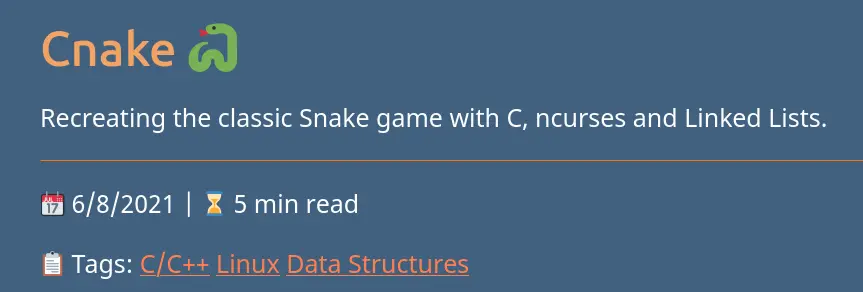 Cnake 🐍
Recreating the classic Snake game with C, ncurses and Linked Lists.
📅 6/8/2021 | ⏳ 5 min read
📋 Tags: C/C++ Linux Data Structures